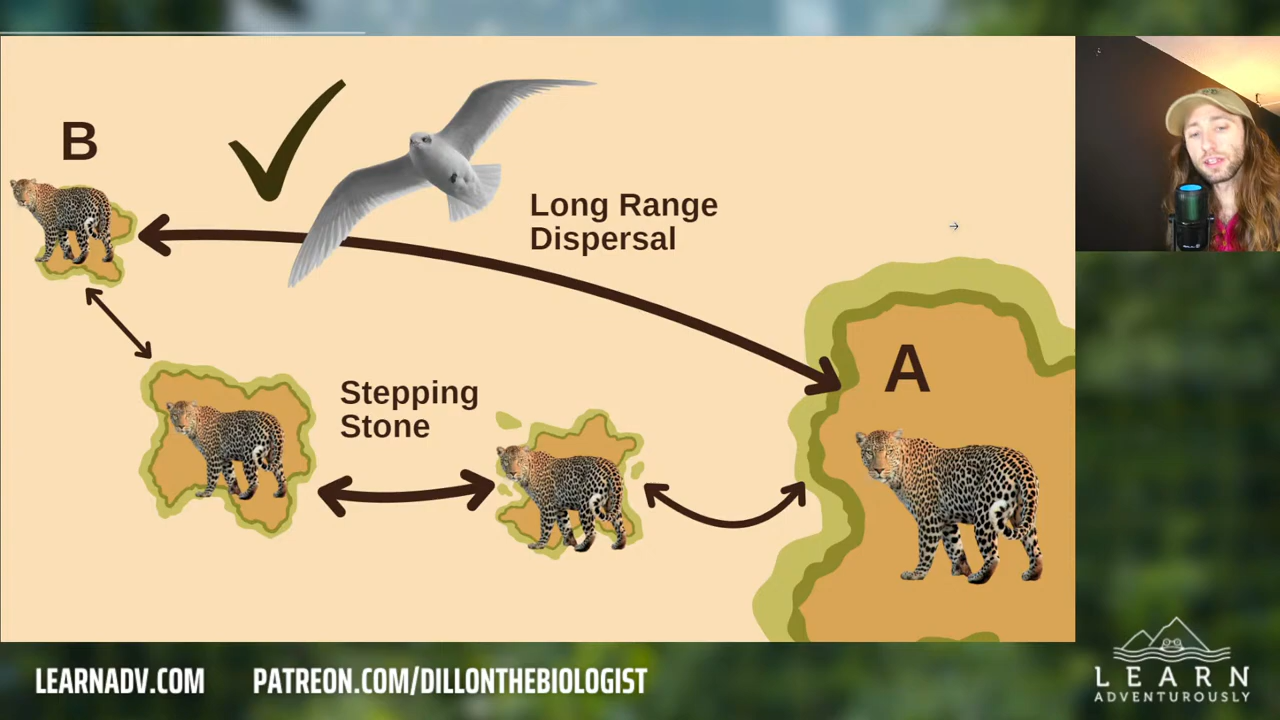 B
Long Range
Dispersal
A
Stepping
Stone
LEARNADV.COM
PATREON.COM/DILLONTHEBIOLOGIST
LEARN
ADVENTUROUSLY